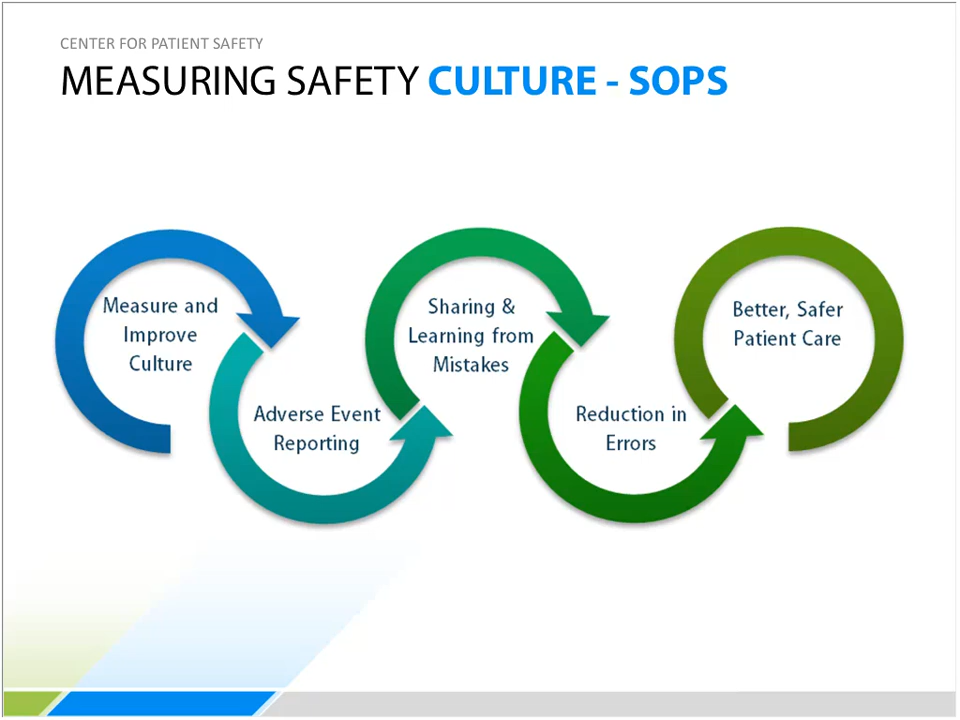 CENTER FOR PATIENT SAFETY
MEASURING SAFETY CULTURE - SOPS
Measure and
Improve
Culture
Adverse Event
Reporting
Sharing &
Learning from
Mistakes
Reduction in
Errors
Better, Safer
Patient Care